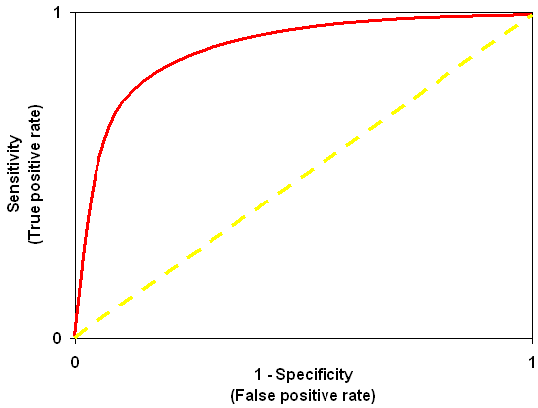 1
Sensitivity
(True positive rate)
0
0
1
1 - Specificity
(False positive rate)